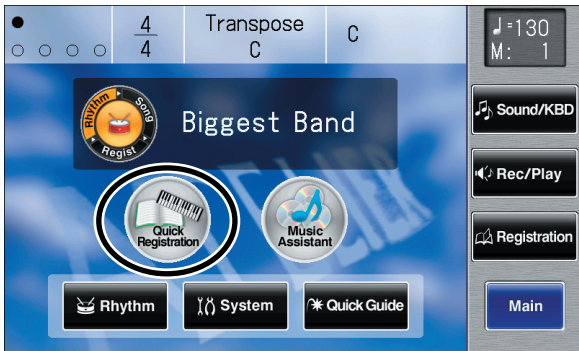 4
4
Transpose
C
C
♩=130
M: 1
Rhythm
Song
Regist
Biggest Band
Sound/KBD
Rec/Play
Quick
Registration
Music
Assistant
Registration
Rhythm
System
Quick Guide
Main